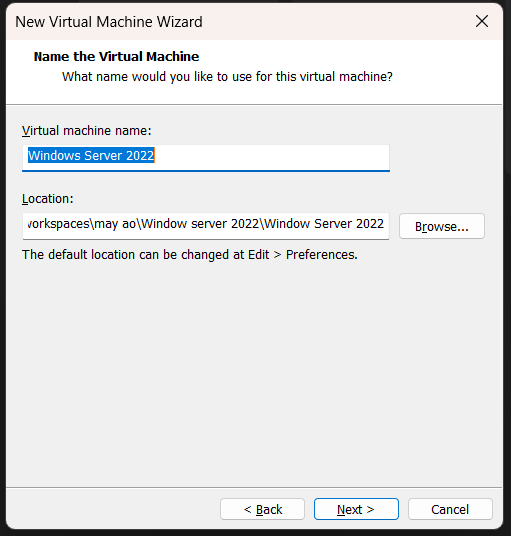 New Virtual Machine Wizard
Name the Virtual Machine
What name would you like to use for this virtual machine?
Virtual machine name:
Windows Server 2022
Location:
vorkspaces\may ao\Window server 2022\Window Server 2022
Browse...
The default location can be changed at Edit > Preferences.
< Back
Next >
Cancel